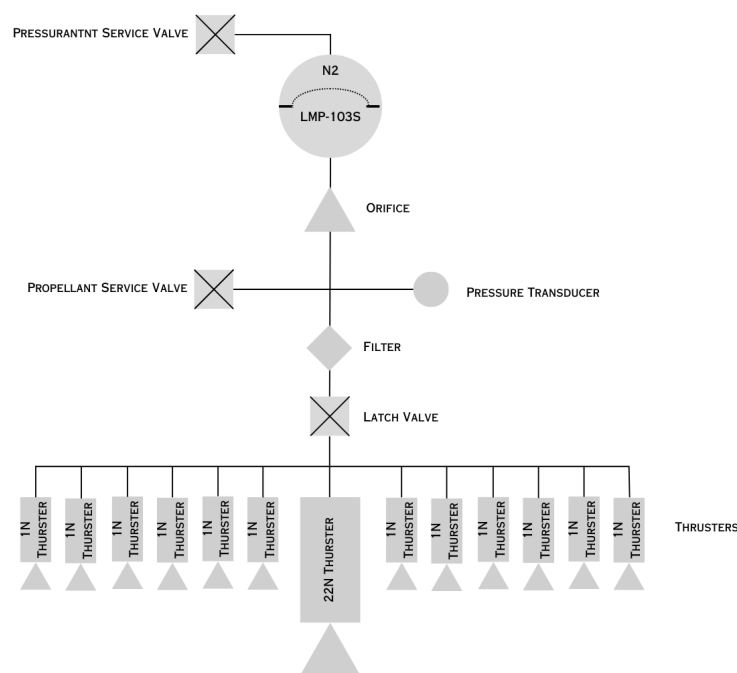 PRESSURANTNT SERVICE VALVE
N2
LMP-103S
ORIFICE
PROPELLANT SERVICE VALVE
PRESSURE TRANSDUCER
FILTER
LATCH VALVE
1N
THURSTER
1N
THURSTER
1N
THURSTER
1N
THURSTER
1N
THURSTER
1N
THURSTER
22N THURSTER
1N
THURSTER
1N
THURSTER
1N
THURSTER
1N
THURSTER
1N
THURSTER
1N
THURSTER
THRUSTERS